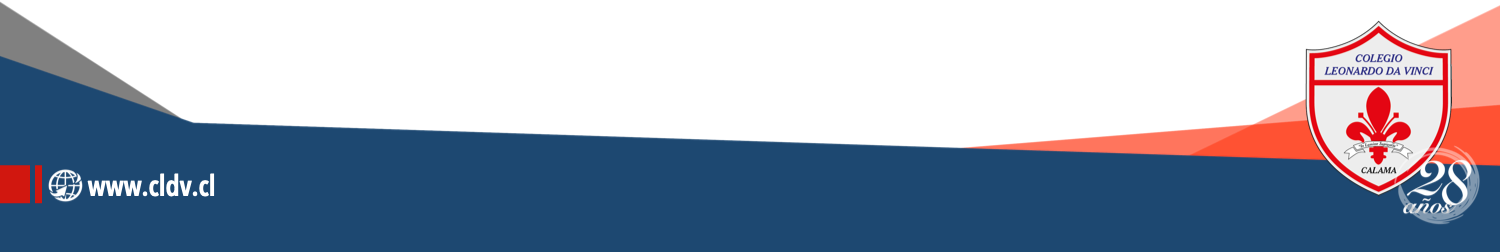 COLEGIO
LEONARDO DA VINCI
CALAMA
www.cldv.cl
28
años